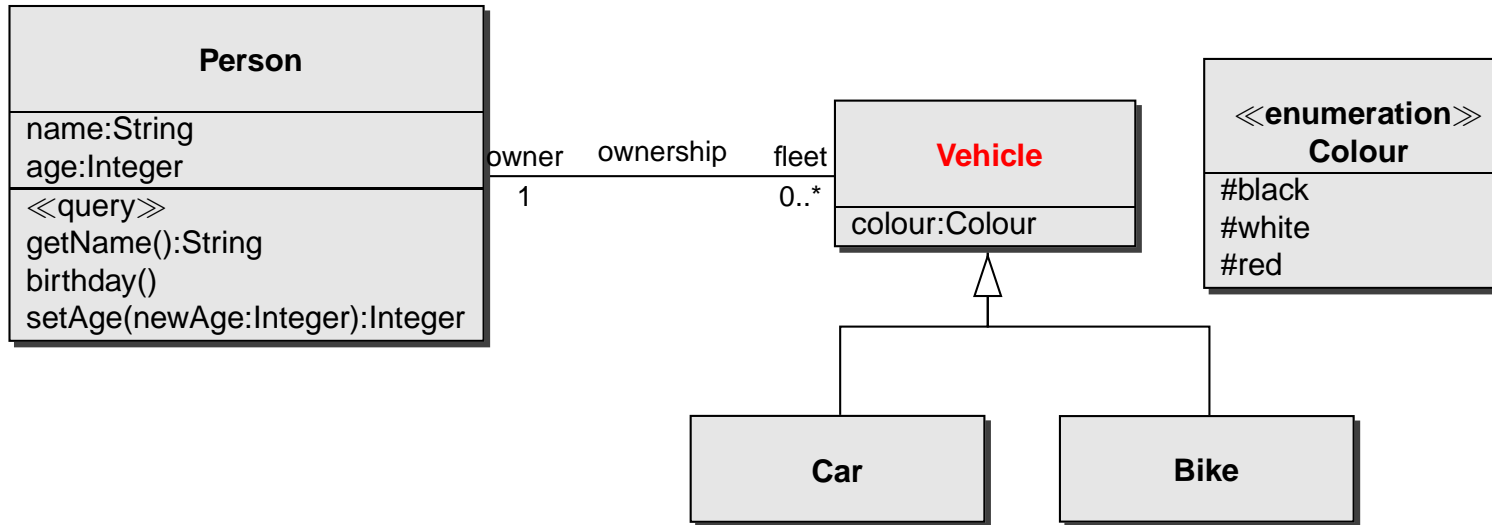 Person
name:String
age:Integer
≪query≫
getName():String
birthday()
setAge(newAge:Integer):Integer
owner
ownership
fleet
1
0..*
Vehicle
colour:Colour
≪enumeration≫
Colour
#black
#white
#red
Car
Bike